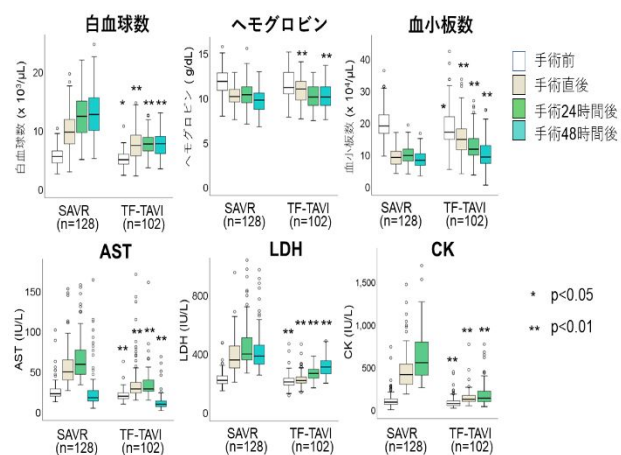 白血球数
白血球数 (x 10³/μL)
20
10
0
* ** ** **
SAVR (n=128)
TF-TAVI (n=102)
ヘモグロビン
ヘモグロビン (g/dL)
15
10
5
0
** **
SAVR (n=128)
TF-TAVI (n=102)
血小板数
血小板数 (x 10⁴/μL)
40
30
20
10
0
* ** ** **
SAVR (n=128)
TF-TAVI (n=102)
手術前
手術直後
手術24時間後
手術48時間後
AST
AST (IU/L)
150
100
50
0
** ** ** **
SAVR (n=128)
TF-TAVI (n=102)
LDH
LDH (IU/L)
800
400
0
** ** ** **
SAVR (n=128)
TF-TAVI (n=102)
CK
CK (IU/L)
1,500
1,000
500
0
** ** **
SAVR (n=128)
TF-TAVI (n=102)
* p<0.05
** p<0.01